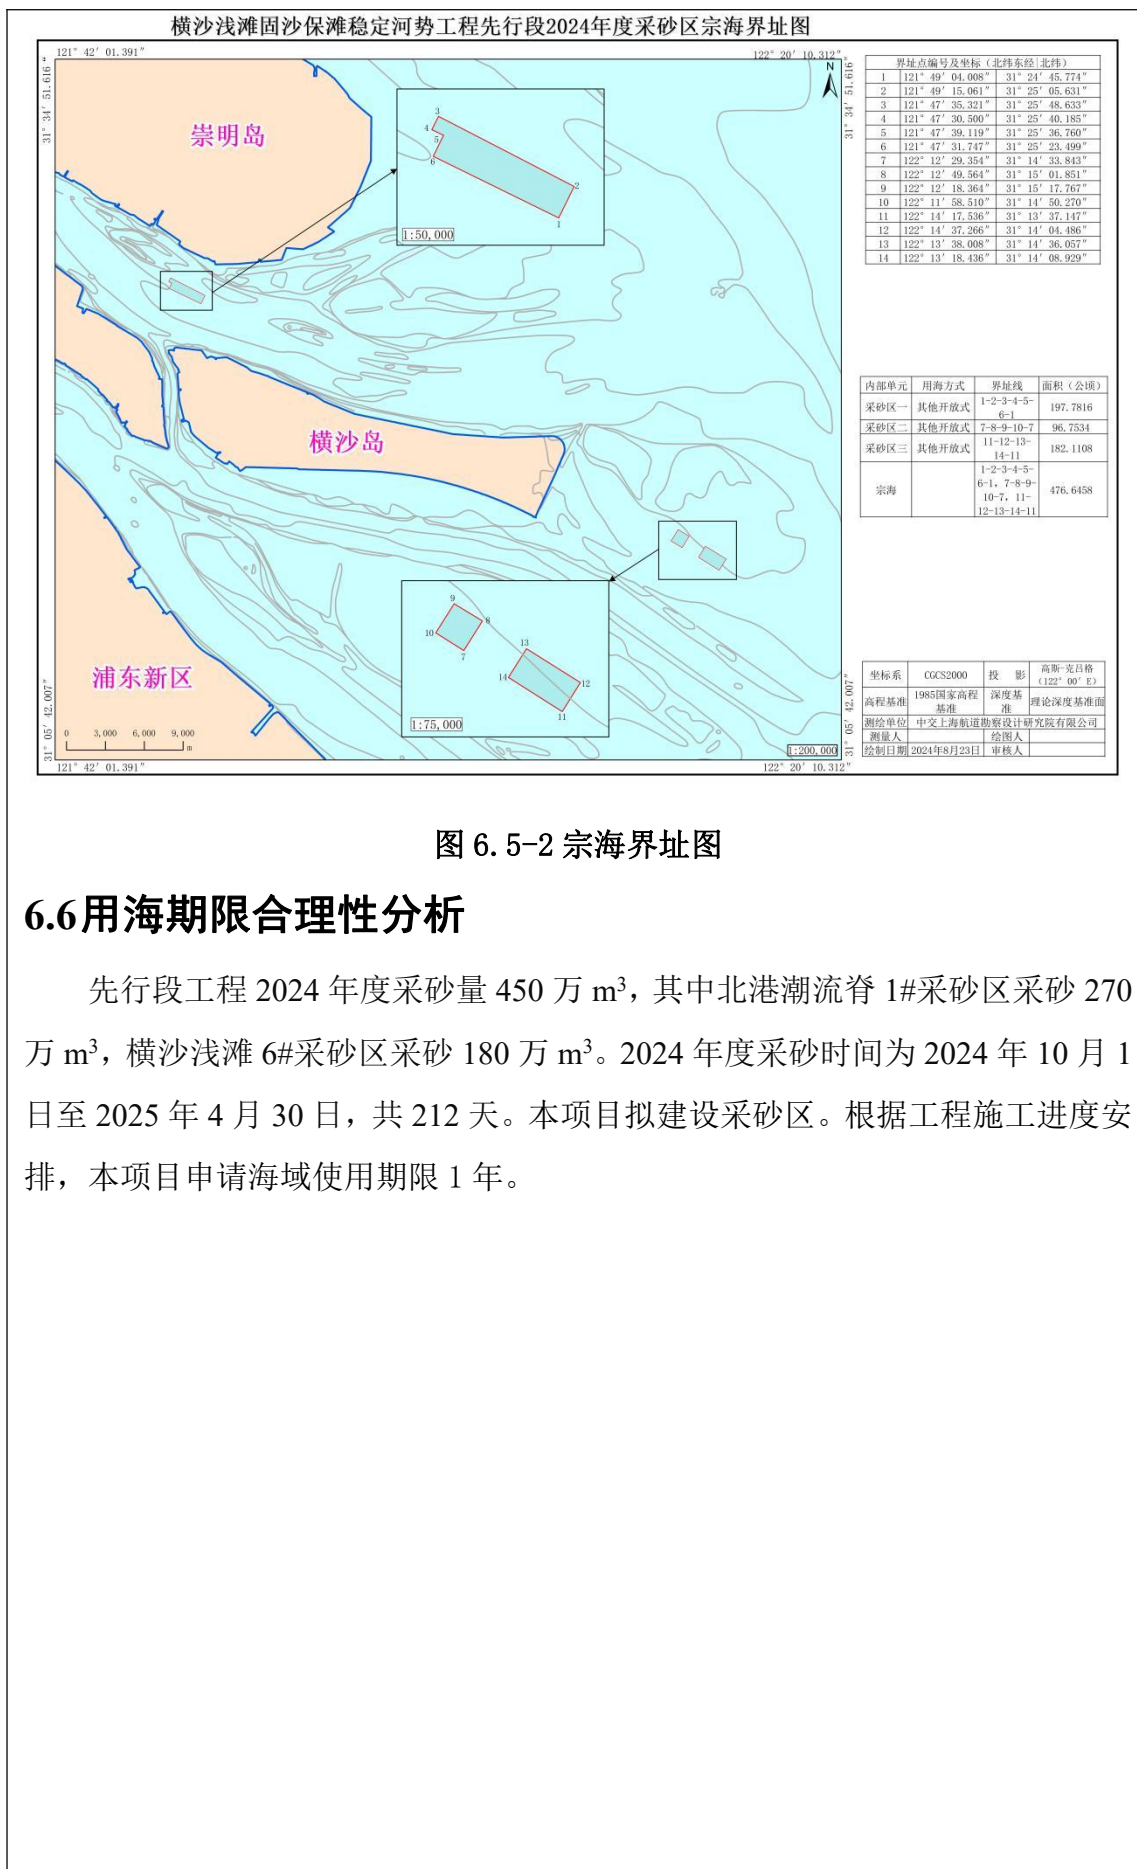 横沙浅滩固沙保滩稳定河势工程先行段2024年度采砂区宗海界址图
121° 42′ 01.391″
122° 20′ 10.312″
31° 34′ 51.616″
31° 34′ 51.616″
N
崇明岛
横沙岛
浦东新区
3
4
5
6
2
1
1:50,000
9
8
10
7
13
14
12
11
1:75,000
0 3,000 6,000 9,000
m
1:200,000
31° 05′ 42.007″
31° 05′ 42.007″
121° 42′ 01.391″
122° 20′ 10.312″
界址点编号及坐标（北纬东经|北纬）
1 121° 49′ 04.008″ 31° 24′ 45.774″
2 121° 49′ 15.061″ 31° 25′ 05.631″
3 121° 47′ 35.321″ 31° 25′ 48.633″
4 121° 47′ 30.500″ 31° 25′ 40.185″
5 121° 47′ 39.119″ 31° 25′ 36.760″
6 121° 47′ 31.747″ 31° 25′ 23.499″
7 122° 12′ 29.354″ 31° 14′ 33.843″
8 122° 12′ 49.564″ 31° 15′ 01.851″
9 122° 12′ 18.364″ 31° 15′ 17.767″
10 122° 11′ 58.510″ 31° 14′ 50.270″
11 122° 14′ 17.536″ 31° 13′ 37.147″
12 122° 14′ 37.266″ 31° 14′ 04.486″
13 122° 13′ 38.008″ 31° 14′ 36.057″
14 122° 13′ 18.436″ 31° 14′ 08.929″
内部单元 用海方式 界址线 面积（公顷）
采砂区一 其他开放式 1-2-3-4-5-
6-1 197.7816
采砂区二 其他开放式 7-8-9-10-7 96.7534
采砂区三 其他开放式 11-12-13-
14-11 182.1108
宗海 1-2-3-4-5-
6-1, 7-8-9-
10-7, 11-
12-13-14-11 476.6458
坐标系 CGCS2000 投 影 高斯-克吕格
（122° 00′ E）
高程基准 1985国家高程
基准 深度基
准 理论深度基准面
测绘单位 中交上海航道勘察设计研究院有限公司
测量人 绘图人
绘制日期 2024年8月23日 审核人
图 6.5-2 宗海界址图
6.6用海期限合理性分析
先行段工程 2024 年度采砂量 450 万 m³，其中北港潮流脊 1#采砂区采砂 270
万 m³，横沙浅滩 6#采砂区采砂 180 万 m³。2024 年度采砂时间为 2024 年 10 月 1
日至 2025 年 4 月 30 日，共 212 天。本项目拟建设采砂区。根据工程施工进度安
排，本项目申请海域使用期限 1 年。